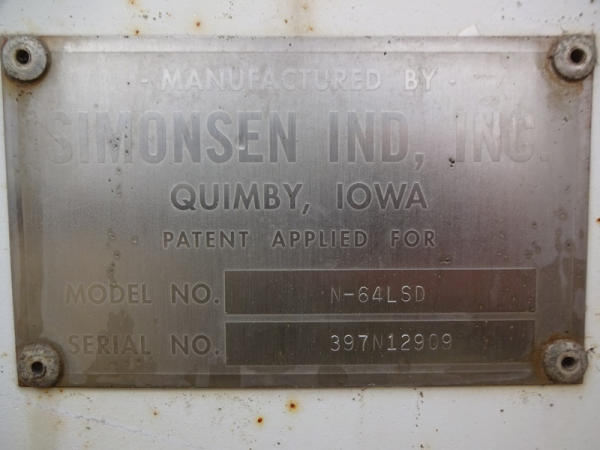 - MANUFACTURED BY -
SIMONSEN IND, INC.
QUIMBY, IOWA
PATENT APPLIED FOR
MODEL NO. N-64LSD
SERIAL NO. 397N12909